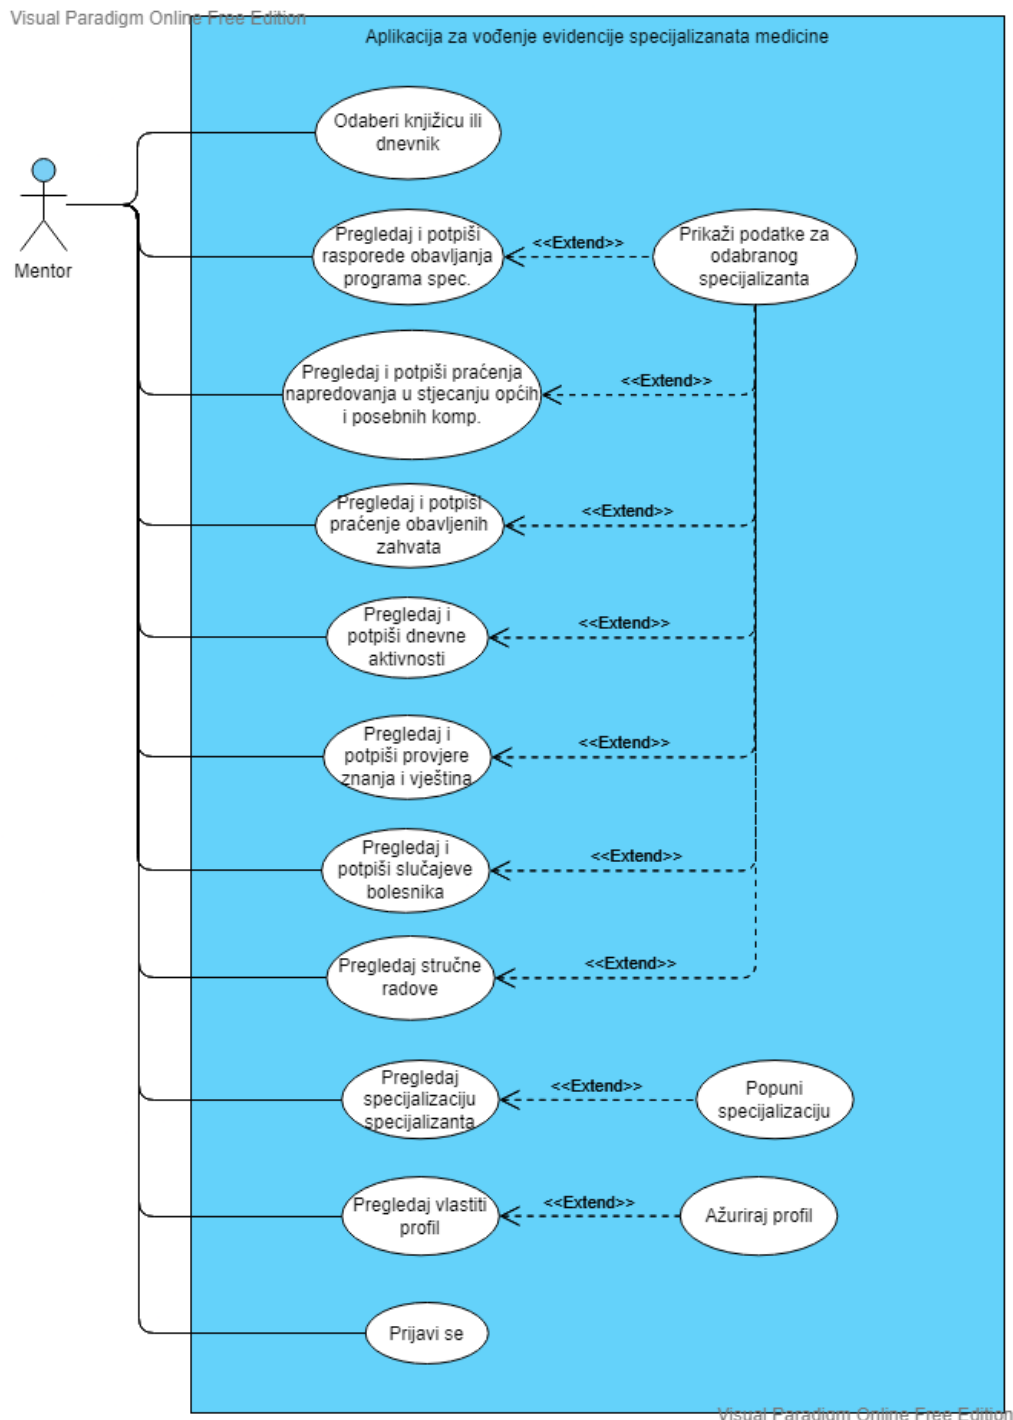 Visual Paradigm Online Free Edition
Aplikacija za vođenje evidencije specijalizanata medicine
Odaberi knjižicu ili
dnevnik
Mentor
Pregledaj i potpiši
rasporede obavljanja
programa spec.
<<Extend>>
Prikaži podatke za
odabranog
specijalizanta
Pregledaj i potpiši praćenja
napredovanja u stjecanju općih
i posebnih komp.
<<Extend>>
Pregledaj i potpiši
praćenje obavljenih
zahvata
<<Extend>>
Pregledaj i
potpiši dnevne
aktivnosti
<<Extend>>
Pregledaj i
potpiši provjere
znanja i vještina
<<Extend>>
Pregledaj i
potpiši slučajeve
bolesnika
<<Extend>>
Pregledaj stručne
radove
<<Extend>>
Pregledaj
specijalizaciju
specijalizanta
<<Extend>>
Popuni
specijalizaciju
Pregledaj vlastiti
profil
<<Extend>>
Ažuriraj profil
Prijavi se
Visual Paradigm Online Free Edition